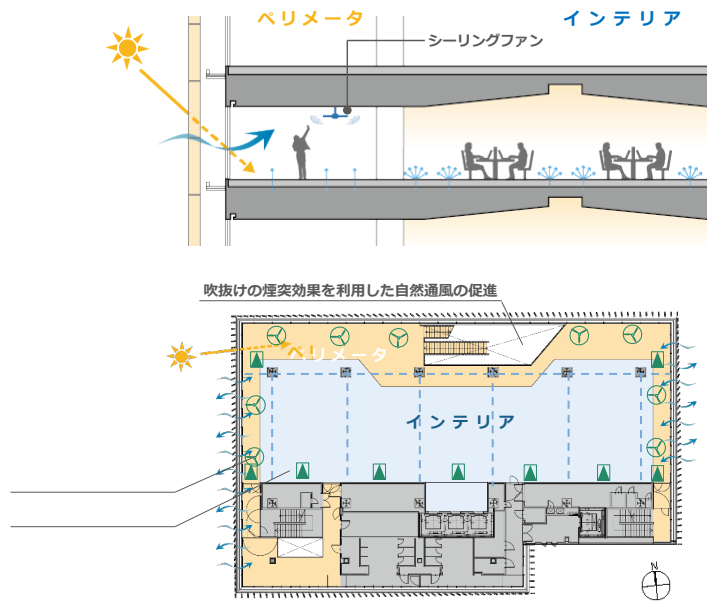 ペリメータ
インテリア
シーリングファン
吹抜けの煙突効果を利用した自然通風の促進
ペリ
ペリメータ
インテリア
N